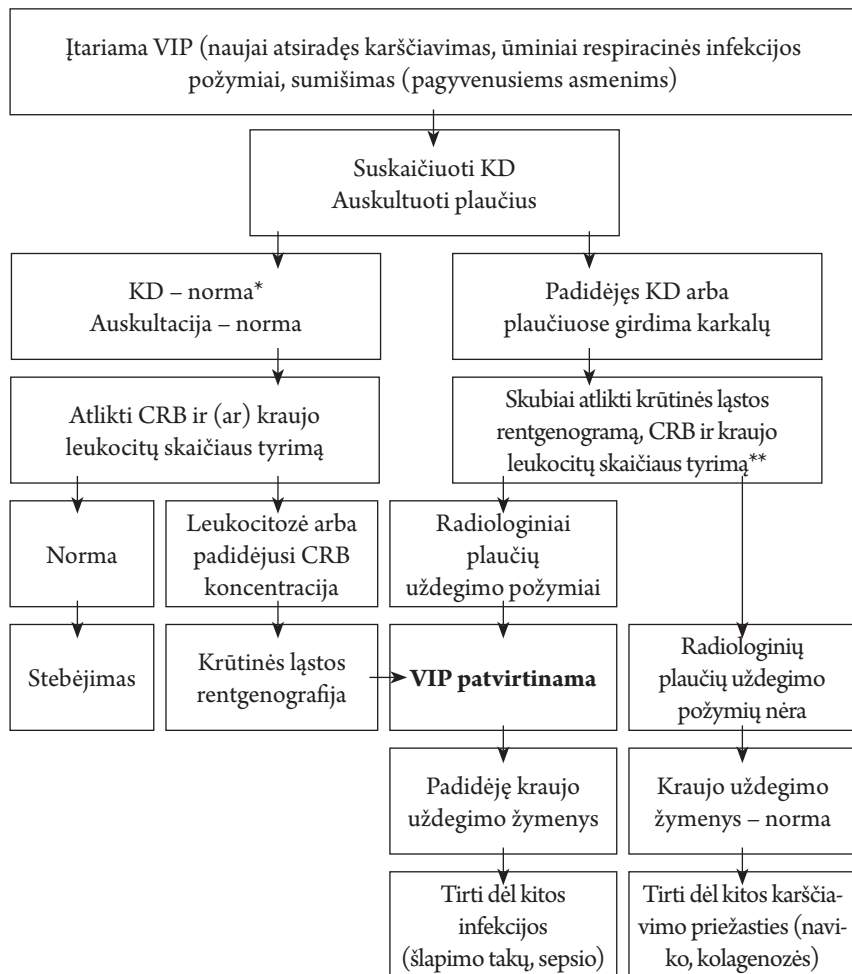 Įtariama VIP (naujai atsiradęs karščiavimas, ūminiai respiracinės infekcijos
požymiai, sumišimas (pagyvenusiems asmenims)
Suskaičiuoti KD
Auskultuoti plaučius
KD – norma*
Auskultacija – norma
Padidėjęs KD arba
plaučiuose girdima karkalų
Atlikti CRB ir (ar) kraujo
leukocitų skaičiaus tyrimą
Skubiai atlikti krūtinės ląstos
rentgenogramą, CRB ir kraujo
leukocitų skaičiaus tyrimą**
Norma
Leukocitozė arba
padidėjusi CRB
koncentracija
Radiologiniai
plaučių
uždegimo požymiai
Stebėjimas
Krūtinės ląstos
rentgenografija
VIP patvirtinama
Radiologinių
plaučių uždegimo
požymių nėra
Padidėję kraujo
uždegimo žymenys
Kraujo uždegimo
žymenys – norma
Tirti dėl kitos
infekcijos
(šlapimo takų, sepsio)
Tirti dėl kitos karščia-
vimo priežasties (navi-
ko, kolagenozės)